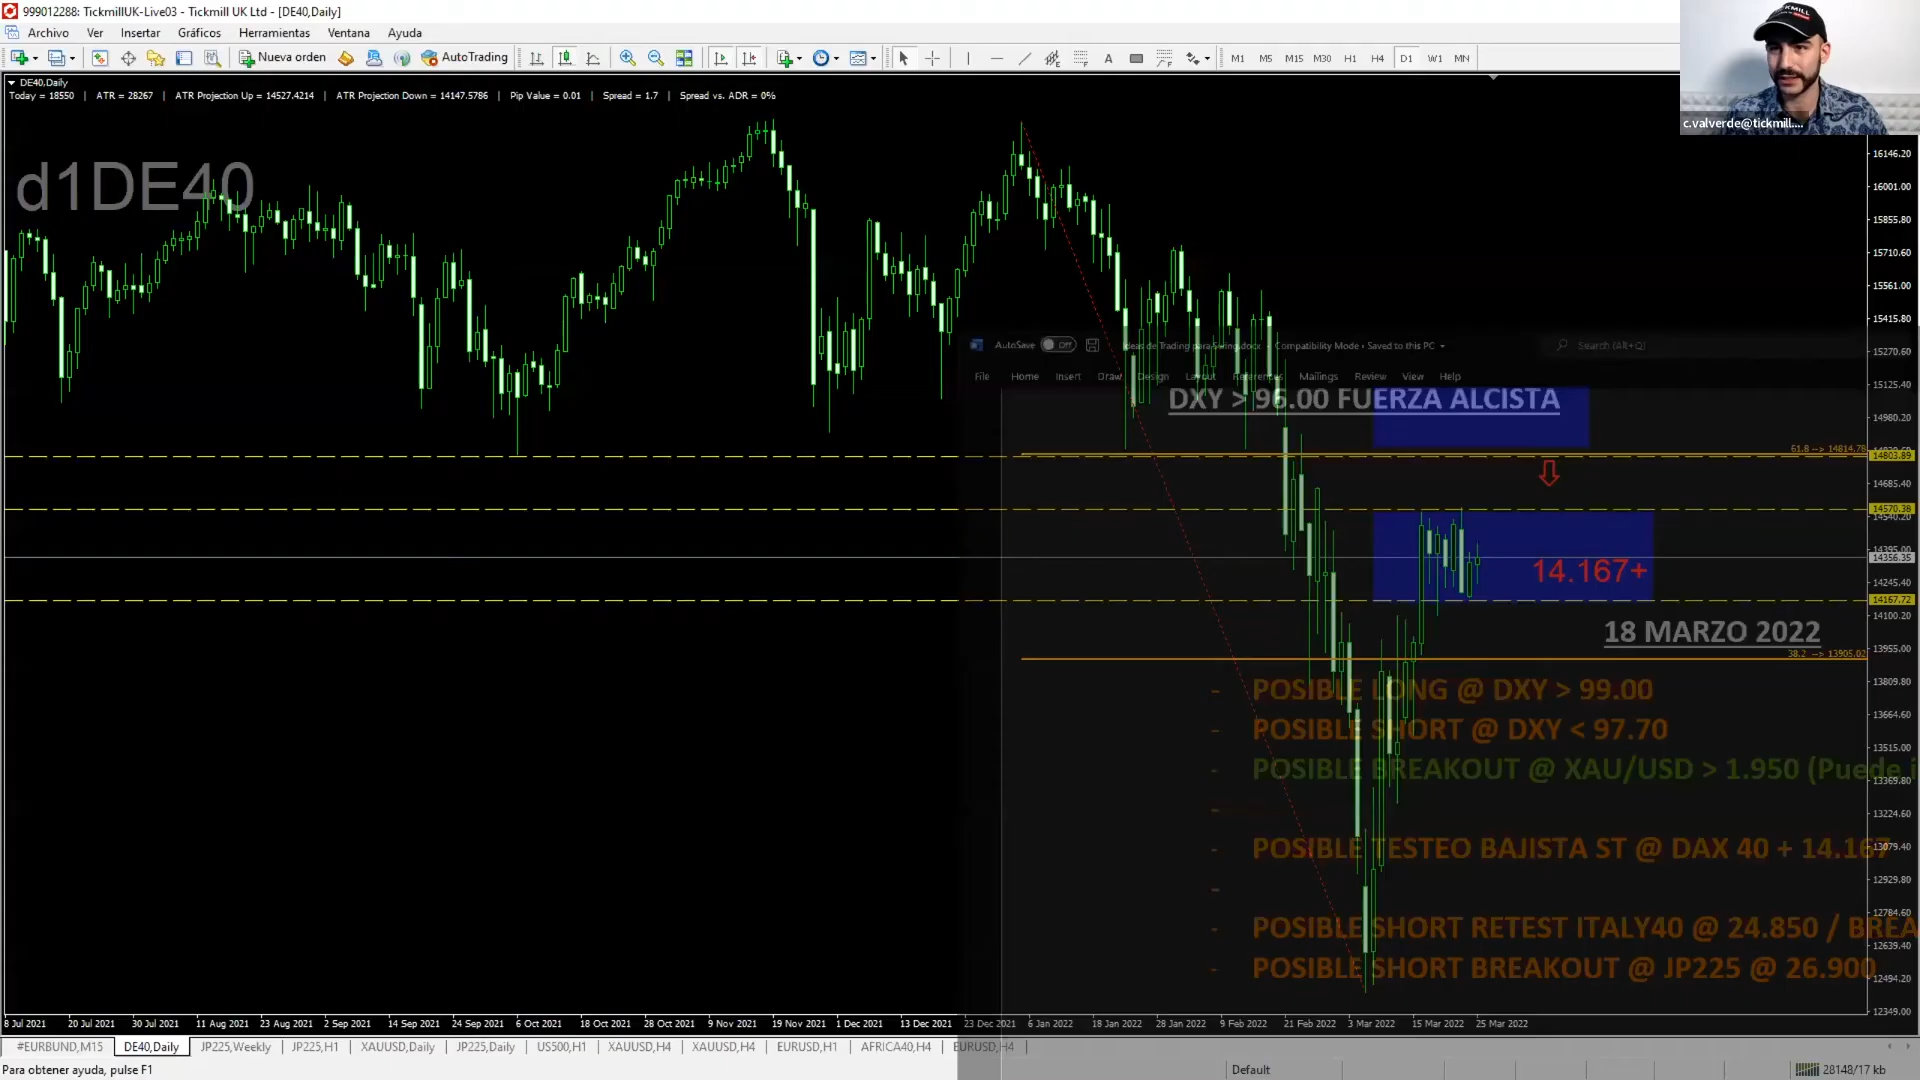 999012288: TickmillUK-Live03 - Tickmill UK Ltd - [DE40,Daily]
Archivo Ver Insertar Gráficos Herramientas Ventana Ayuda
Nueva orden AutoTrading A M1 M5 M15 M30 H1 H4 D1 W1 MN
TICKMILL
c.valverde@tickmill....
DE40,Daily
Today = 18550 | ATR = 28267 | ATR Projection Up = 14527.4214 | ATR Projection Down = 14147.5786 | Pip Value = 0.01 | Spread = 1.7 | Spread vs. ADR = 0%
d1DE40
16146.20
16001.00
15855.80
15710.60
15561.00
15415.80
15270.60
15125.40
14980.20
14803.89
14685.40
14570.38
14540.20
14395.00
14356.35
14245.40
14167.72
14100.20
13955.00
13809.80
13664.60
13515.00
13369.80
13224.60
13079.40
12929.80
12784.60
12639.40
12494.20
12349.00
AutoSave Off Ideas de Trading para Swing.docx - Compatibility Mode • Saved to this PC Search (Alt+Q)
File Home Insert Draw Design Layout References Mailings Review View Help
DXY > 96.00 FUERZA ALCISTA
61.8 --> 14814.78
14.167+
18 MARZO 2022
38.2 --> 13905.02
- POSIBLE LONG @ DXY > 99.00
- POSIBLE SHORT @ DXY < 97.70
- POSIBLE BREAKOUT @ XAU/USD > 1.950 (Puede i
-
- POSIBLE TESTEO BAJISTA ST @ DAX 40 + 14.167
-
- POSIBLE SHORT RETEST ITALY40 @ 24.850 / BREA
- POSIBLE SHORT BREAKOUT @ JP225 @ 26.900
8 Jul 2021 20 Jul 2021 30 Jul 2021 11 Aug 2021 23 Aug 2021 2 Sep 2021 14 Sep 2021 24 Sep 2021 6 Oct 2021 18 Oct 2021 28 Oct 2021 9 Nov 2021 19 Nov 2021 1 Dec 2021 13 Dec 2021 23 Dec 2021 6 Jan 2022 18 Jan 2022 28 Jan 2022 9 Feb 2022 21 Feb 2022 3 Mar 2022 15 Mar 2022 25 Mar 2022
#EURBUND,M15 DE40,Daily JP225,Weekly JP225,H1 XAUUSD,Daily JP225,Daily US500,H1 XAUUSD,H4 XAUUSD,H4 EURUSD,H1 AFRICA40,H4 EURUSD,H4
Para obtener ayuda, pulse F1 Default 28148/17 kb